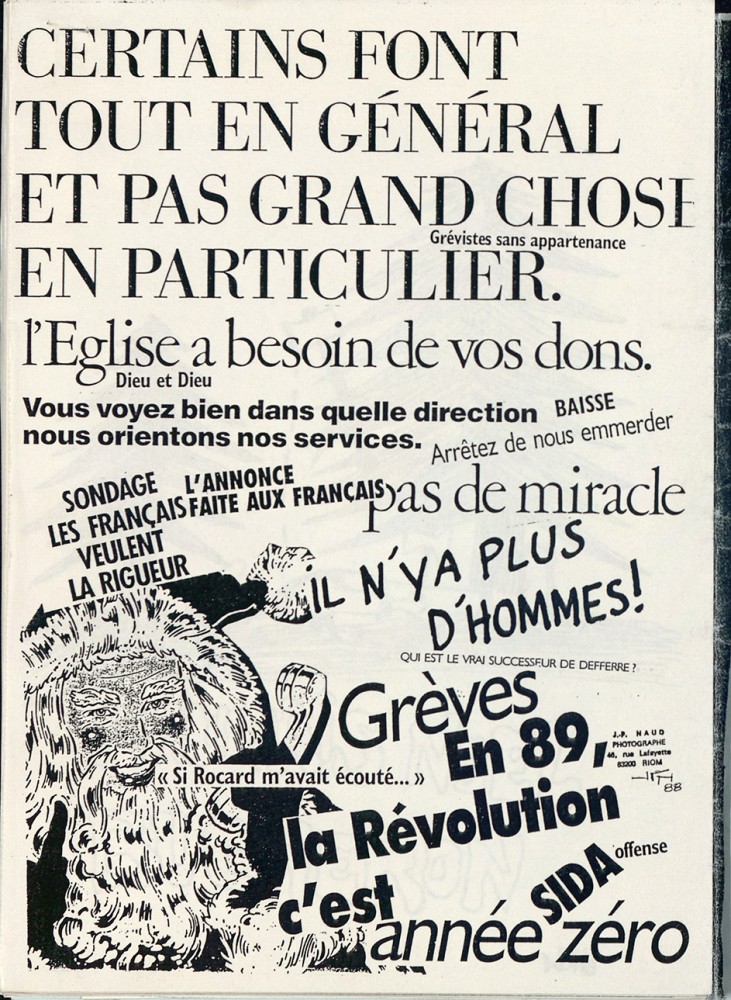 CERTAINS FONT
TOUT EN GÉNÉRAL
ET PAS GRAND CHOSE
Grévistes sans appartenance
EN PARTICULIER.
l'Eglise a besoin de vos dons.
Dieu et Dieu
Vous voyez bien dans quelle direction
nous orientons nos services.
BAISSE
Arrêtez de nous emmerder
SONDAGE
LES FRANÇAIS
VEULENT
LA RIGUEUR
L'ANNONCE
FAITE AUX FRANÇAIS
pas de miracle
iL N'YA PLUS
D'HOMMES!
QUI EST LE VRAI SUCCESSEUR DE DEFFERRE ?
Grèves
En 89,
J.-P. NAUD
PHOTOGRAPHE
46, rue Lafayette
63200 RIOM
88
« Si Rocard m'avait écouté... »
la Révolution
c'est
SIDA
offense
année zéro